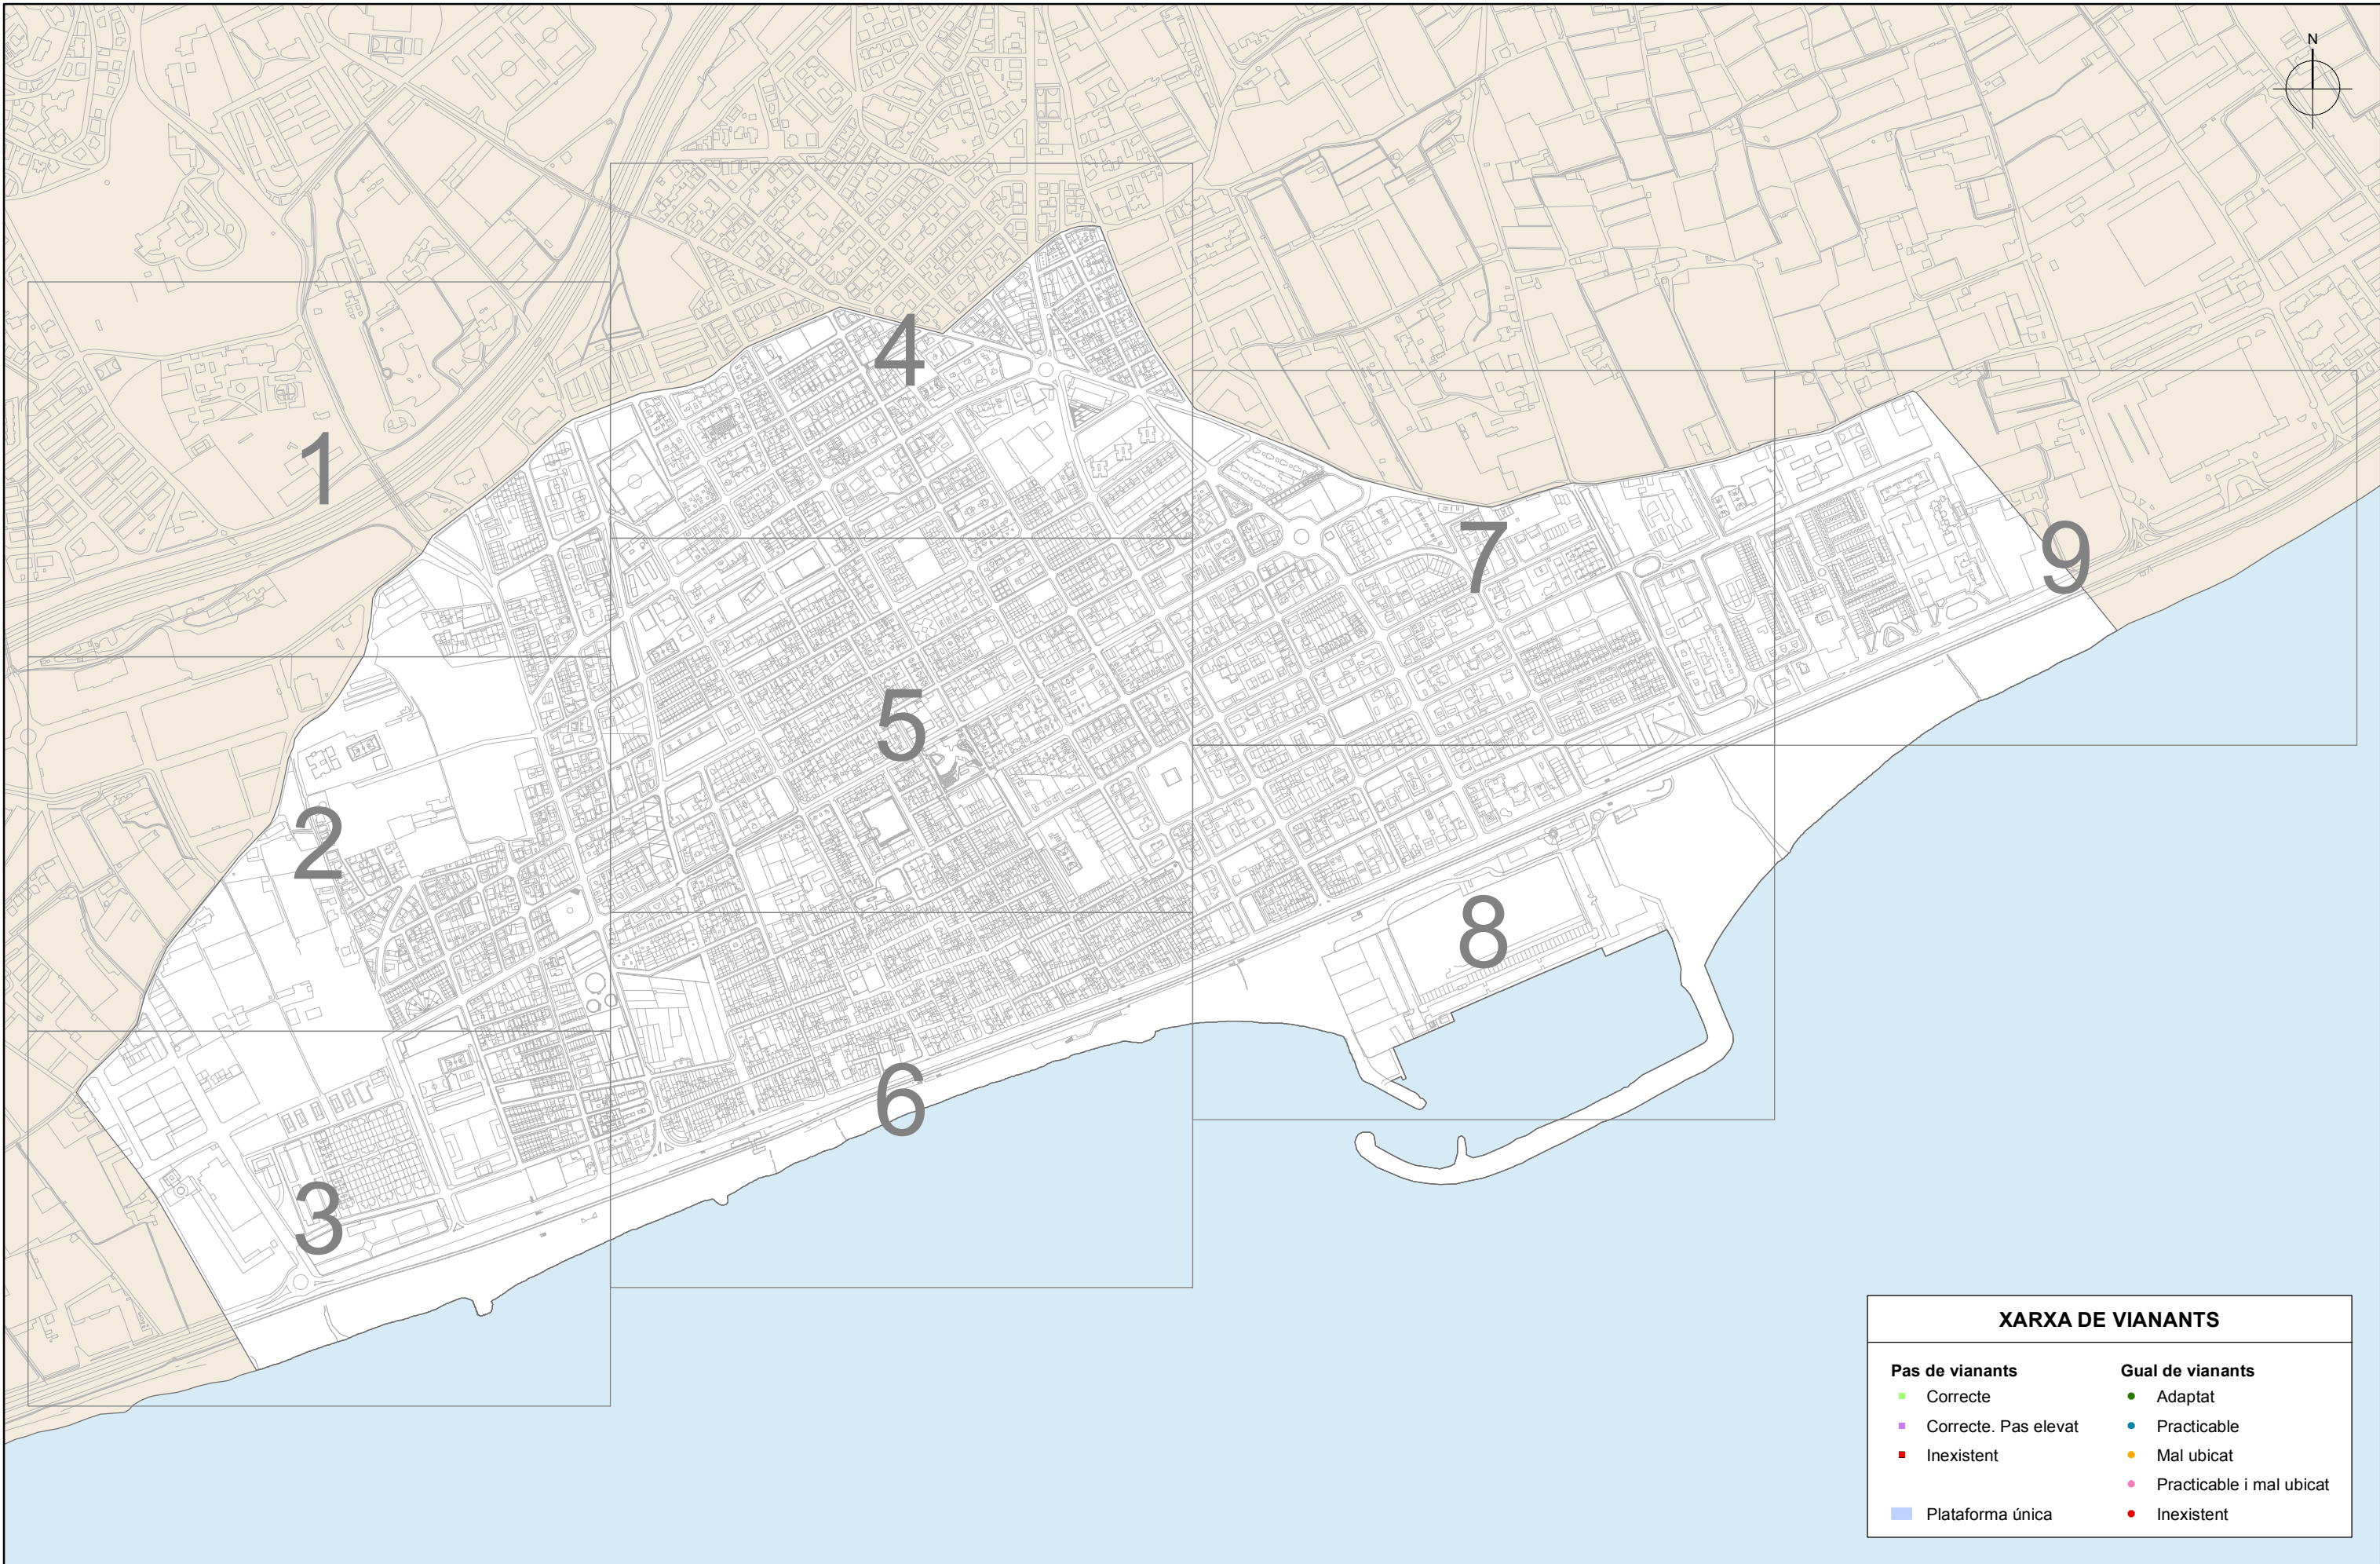 N
4
1
7
9
5
2
8
6
3
XARXA DE VIANANTS
Pas de vianants
Correcte
Correcte. Pas elevat
Inexistent
Plataforma única
Gual de vianants
Adaptat
Practicable
Mal ubicat
Practicable i mal ubicat
Inexistent